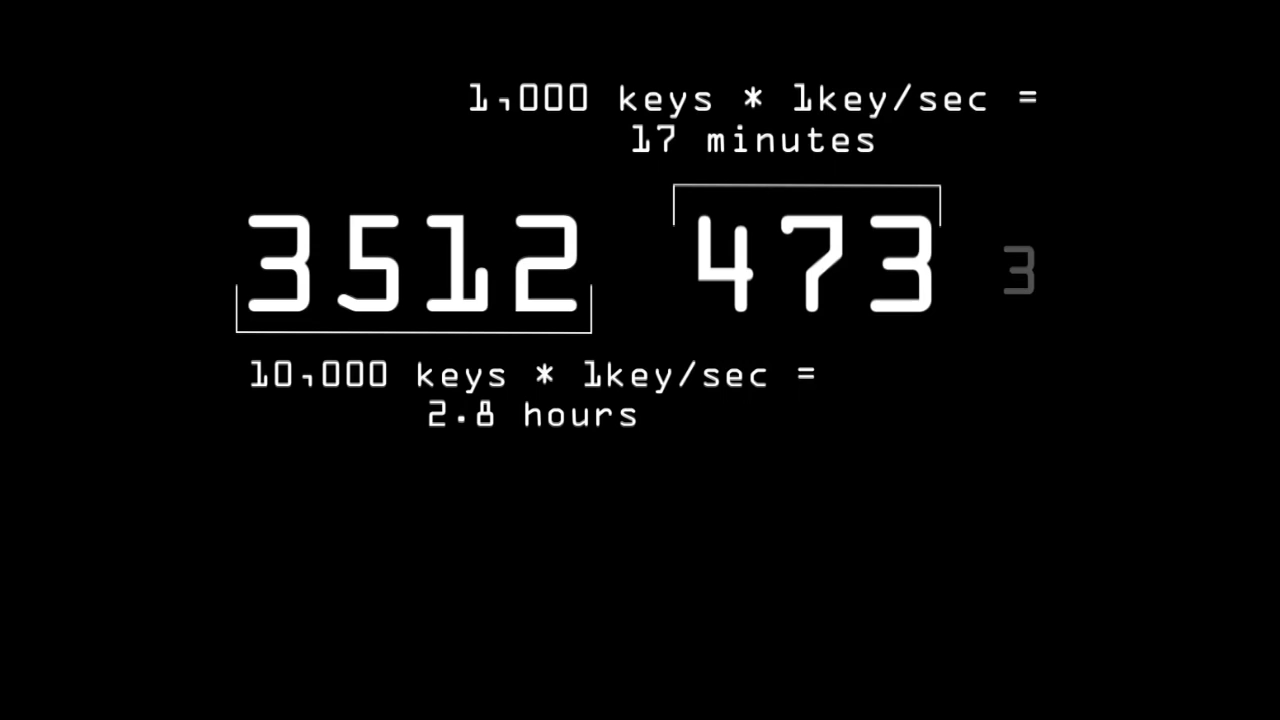 1,000 keys * 1key/sec =
17 minutes
3512 473 3
10,000 keys * 1key/sec =
2.8 hours